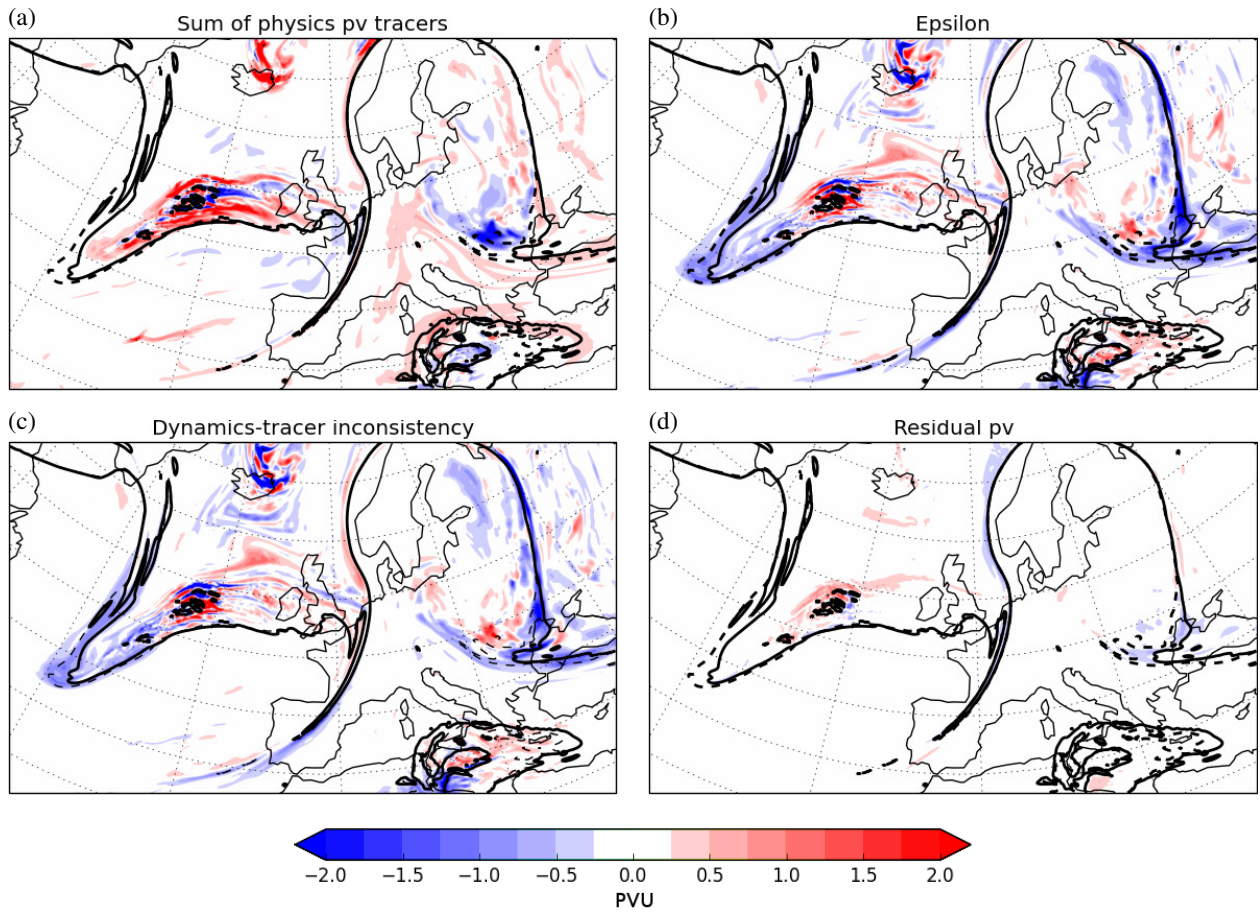 (a) Sum of physics pv tracers
(b) Epsilon
(c) Dynamics-tracer inconsistency
(d) Residual pv
−2.0 −1.5 −1.0 −0.5 0.0 0.5 1.0 1.5 2.0
PVU